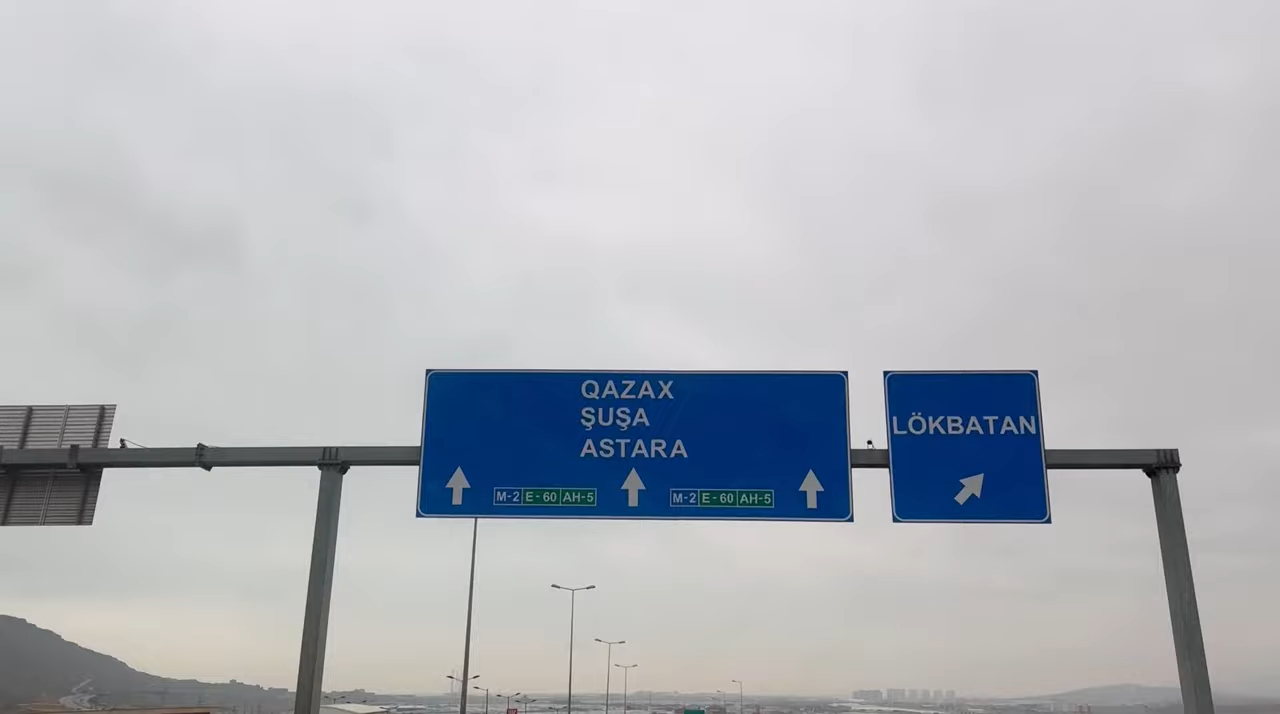 QAZAX
ŞUŞA
ASTARA
M-2 E-60 AH-5 M-2 E-60 AH-5
LÖKBATAN